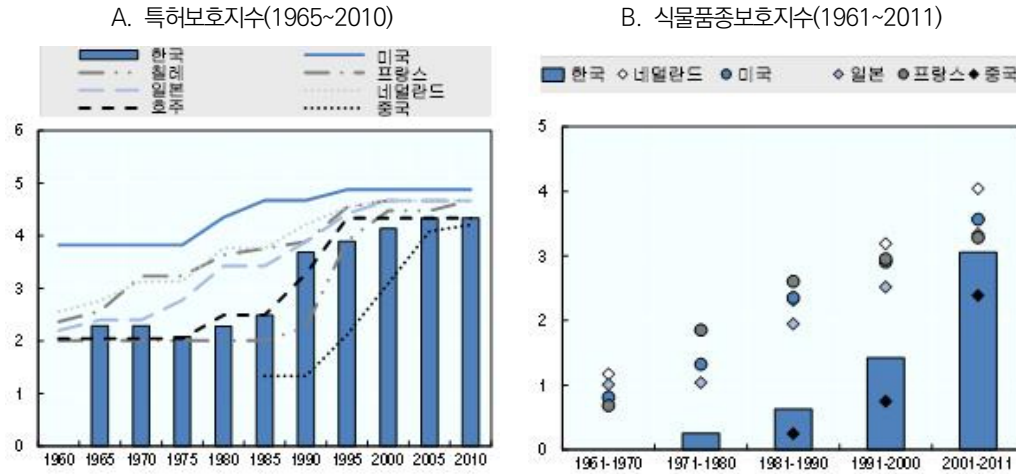 A. 특허보호지수(1965~2010)
한국 미국
칠레 프랑스
일본 네덜란드
호주 중국
6
5
4
3
2
1
0
1960 1965 1970 1975 1980 1985 1990 1995 2000 2005 2010
B. 식물품종보호지수(1961~2011)
한국 네덜란드 미국 일본 프랑스 중국
5
4
3
2
1
0
1961-1970 1971-1980 1981-1990 1991-2000 2001-2011